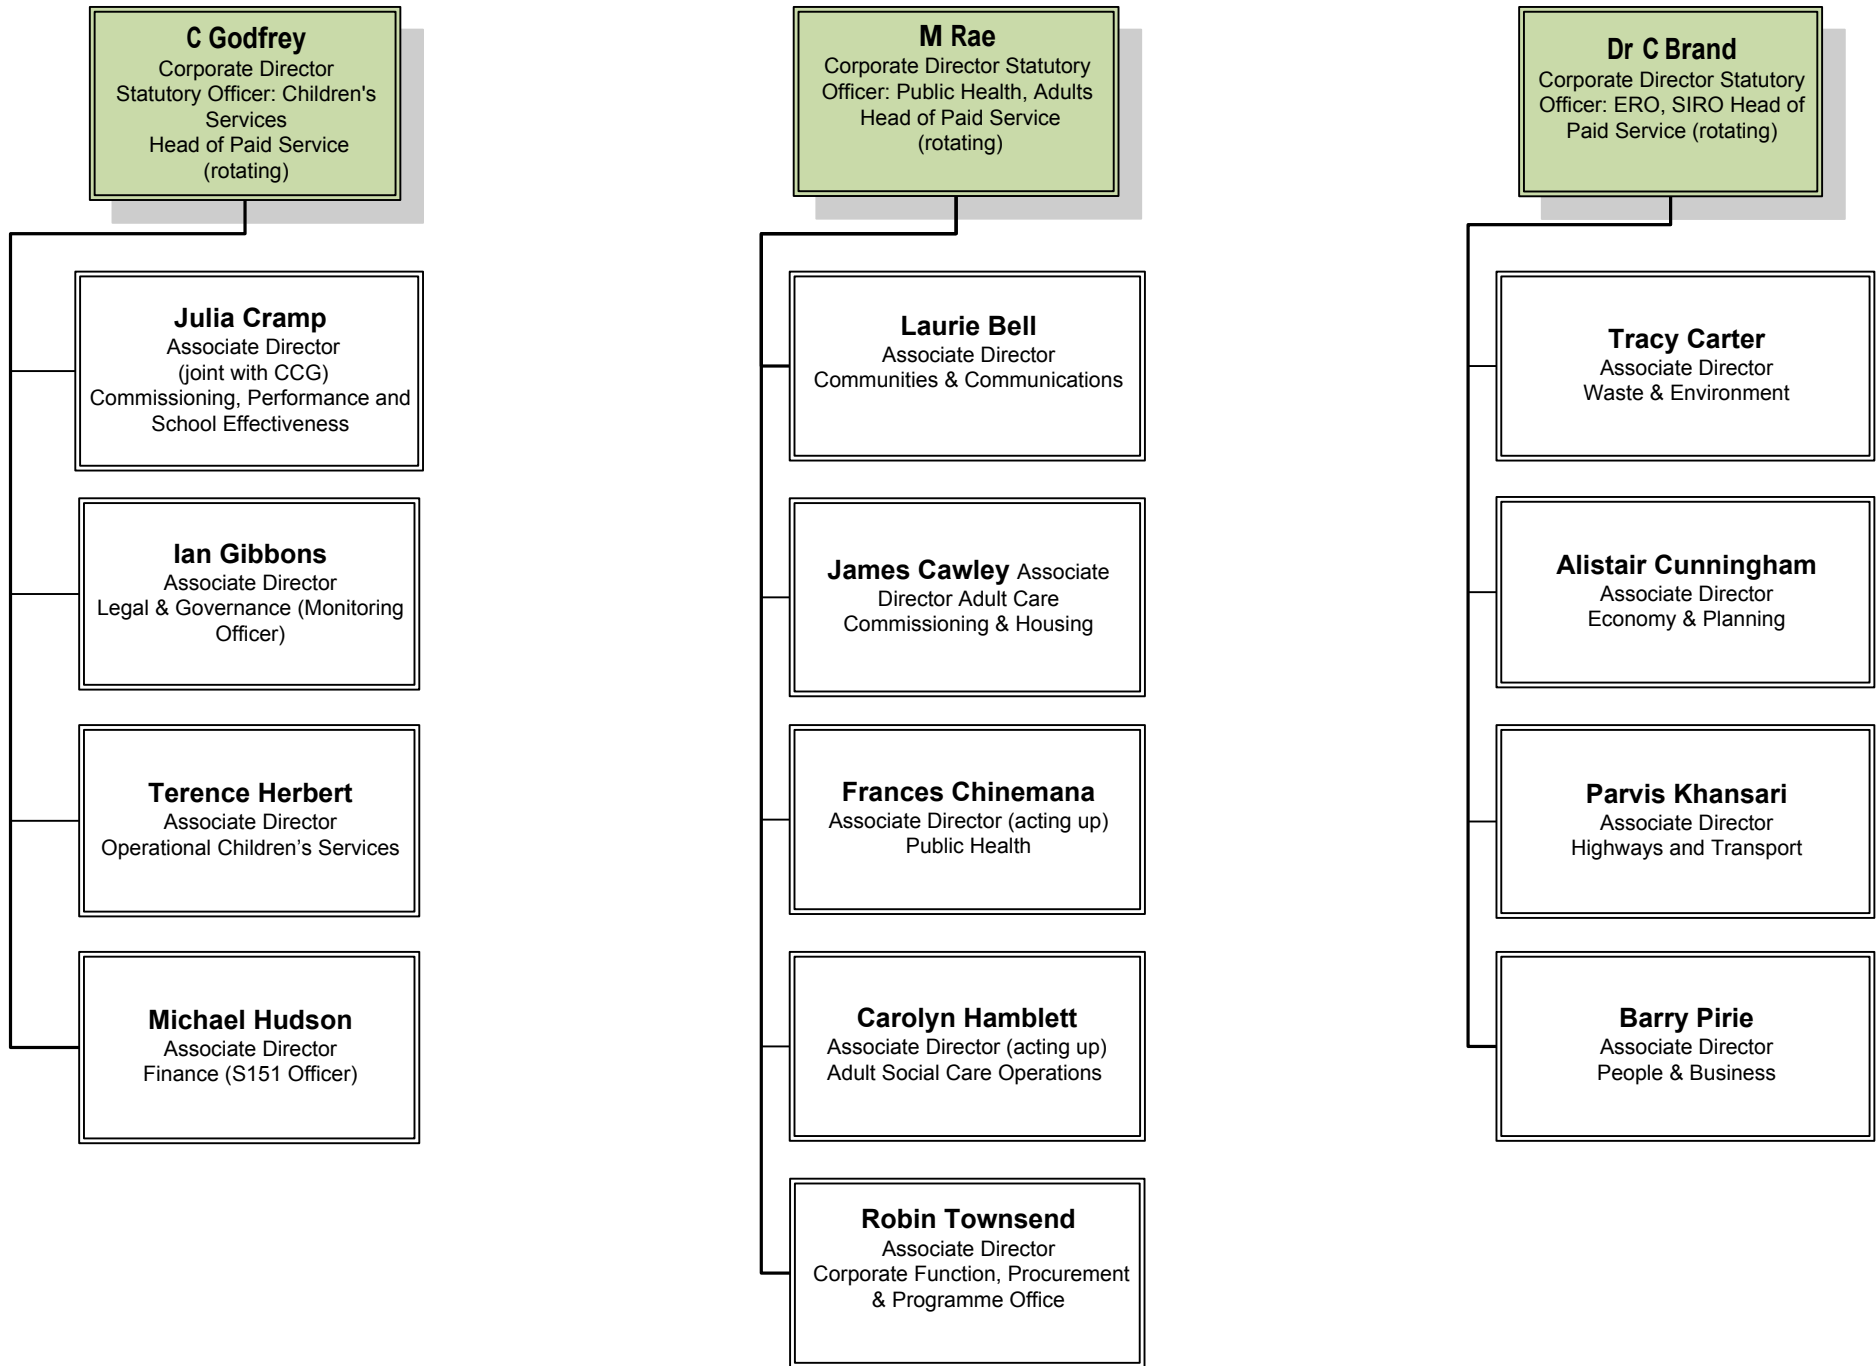 C Godfrey
Corporate Director
Statutory Officer: Children's
Services
Head of Paid Service
(rotating)
Julia Cramp
Associate Director
(joint with CCG)
Commissioning, Performance and
School Effectiveness
Ian Gibbons
Associate Director
Legal & Governance (Monitoring
Officer)
Terence Herbert
Associate Director
Operational Children’s Services
Michael Hudson
Associate Director
Finance (S151 Officer)
M Rae
Corporate Director Statutory
Officer: Public Health, Adults
Head of Paid Service
(rotating)
Laurie Bell
Associate Director
Communities & Communications
James Cawley Associate
Director Adult Care
Commissioning & Housing
Frances Chinemana
Associate Director (acting up)
Public Health
Carolyn Hamblett
Associate Director (acting up)
Adult Social Care Operations
Robin Townsend
Associate Director
Corporate Function, Procurement
& Programme Office
Dr C Brand
Corporate Director Statutory
Officer: ERO, SIRO Head of
Paid Service (rotating)
Tracy Carter
Associate Director
Waste & Environment
Alistair Cunningham
Associate Director
Economy & Planning
Parvis Khansari
Associate Director
Highways and Transport
Barry Pirie
Associate Director
People & Business